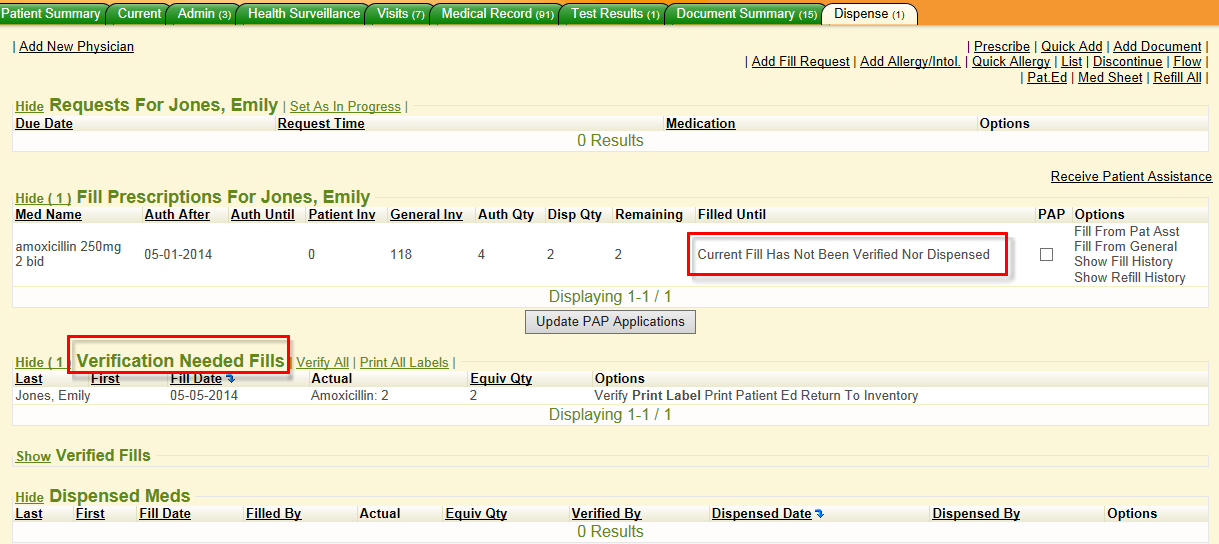 Patient Summary Current Admin (3) Health Surveillance Visits (7) Medical Record (91) Test Results (1) Document Summary (15) Dispense (1)
| Add New Physician
| Prescribe | Quick Add | Add Document |
| Add Fill Request | Add Allergy/Intol. | Quick Allergy | List | Discontinue | Flow |
| Pat.Ed | Med Sheet | Refill All |
Hide Requests For Jones, Emily | Set As In Progress |
Due Date Request Time Medication Options
0 Results
Receive Patient Assistance
Hide ( 1 ) Fill Prescriptions For Jones, Emily
Med Name Auth After Auth Until Patient Inv General Inv Auth Qty Disp Qty Remaining Filled Until PAP Options
amoxicillin 250mg 2 bid 05-01-2014 0 118 4 2 2 Current Fill Has Not Been Verified Nor Dispensed
Fill From Pat Asst
Fill From General
Show Fill History
Show Refill History
Displaying 1-1 / 1
Update PAP Applications
Hide ( 1 ) Verification Needed Fills | Verify All | Print All Labels |
Last First Fill Date Actual Equiv Qty Options
Jones, Emily 05-05-2014 Amoxicillin: 2 2 Verify Print Label Print Patient Ed Return To Inventory
Displaying 1-1 / 1
Show Verified Fills
Hide Dispensed Meds
Last First Fill Date Filled By Actual Equiv Qty Verified By Dispensed Date Dispensed By Options
0 Results